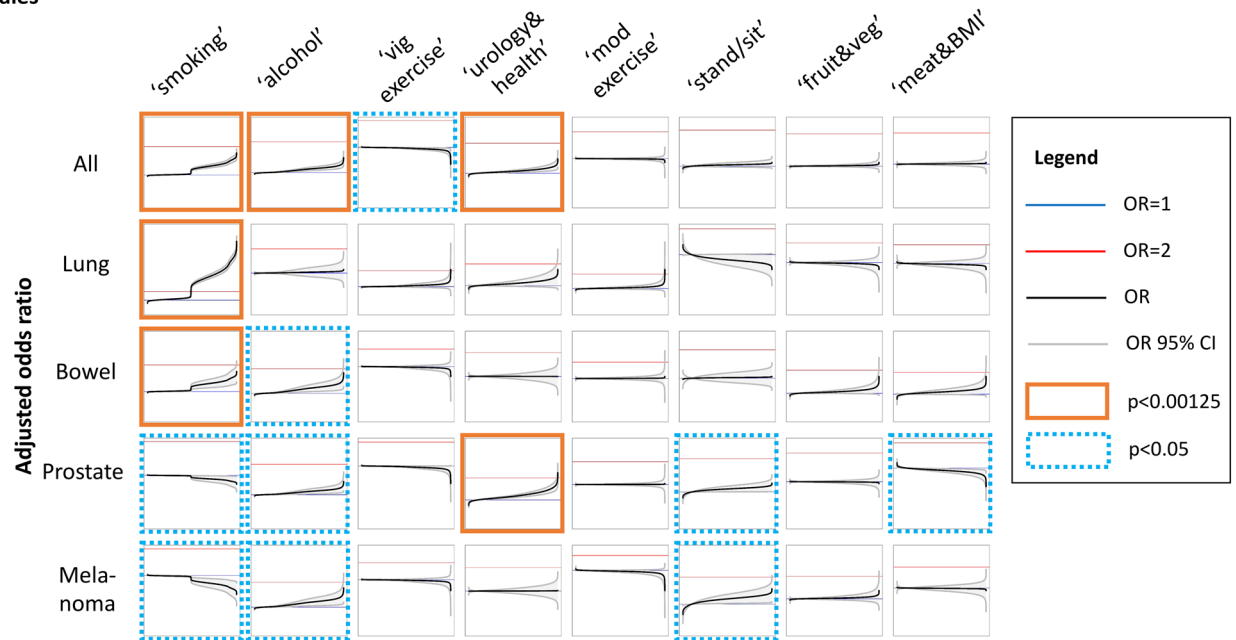 ‘smoking’
‘alcohol’
‘vig
exercise’
‘urology&
health’
‘mod
exercise’
‘stand/sit’
‘fruit&veg’
‘meat&BMI’
Adjusted odds ratio
All
Lung
Bowel
Prostate
Mela-
noma
Legend
OR=1
OR=2
OR
OR 95% CI
p<0.00125
p<0.05